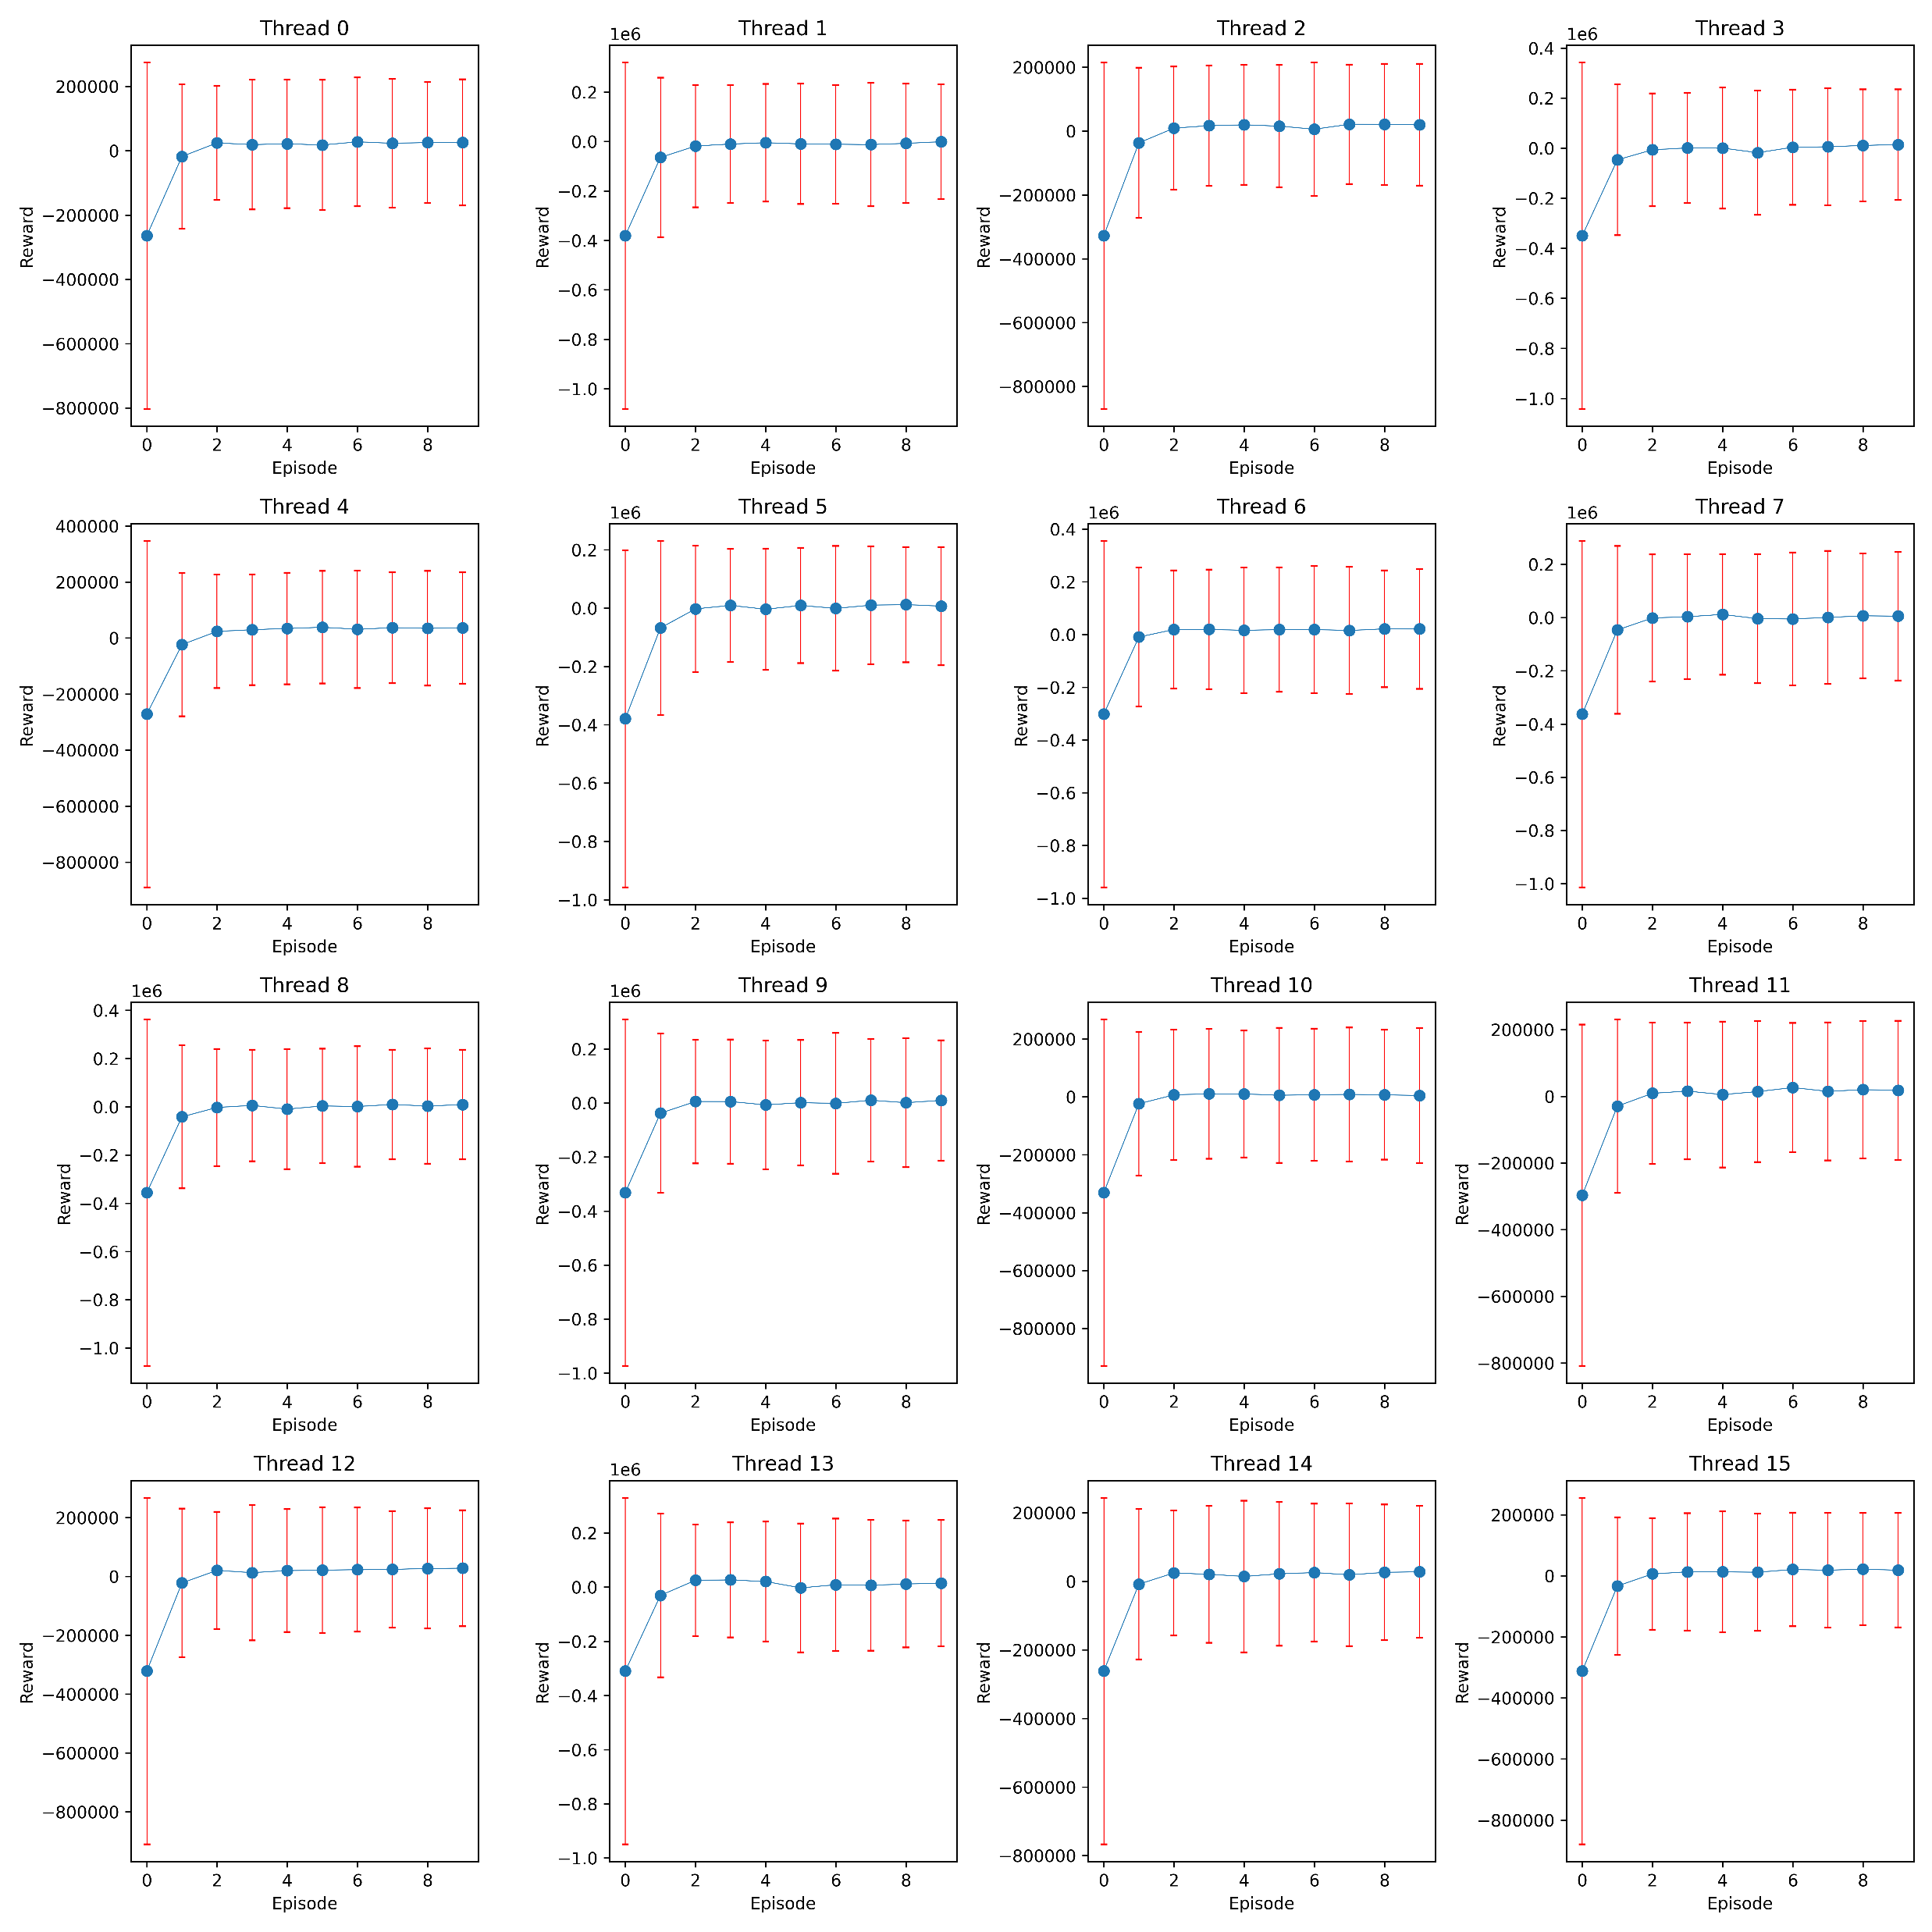 Thread 0
200000
0
−200000
−400000
−600000
−800000
Reward
0 2 4 6 8
Episode
Thread 1
1e6
0.2
0.0
−0.2
−0.4
−0.6
−0.8
−1.0
Reward
0 2 4 6 8
Episode
Thread 2
200000
0
−200000
−400000
−600000
−800000
Reward
0 2 4 6 8
Episode
Thread 3
1e6
0.4
0.2
0.0
−0.2
−0.4
−0.6
−0.8
−1.0
Reward
0 2 4 6 8
Episode
Thread 4
400000
200000
0
−200000
−400000
−600000
−800000
Reward
0 2 4 6 8
Episode
Thread 5
1e6
0.2
0.0
−0.2
−0.4
−0.6
−0.8
−1.0
Reward
0 2 4 6 8
Episode
Thread 6
1e6
0.4
0.2
0.0
−0.2
−0.4
−0.6
−0.8
−1.0
Reward
0 2 4 6 8
Episode
Thread 7
1e6
0.2
0.0
−0.2
−0.4
−0.6
−0.8
−1.0
Reward
0 2 4 6 8
Episode
Thread 8
1e6
0.4
0.2
0.0
−0.2
−0.4
−0.6
−0.8
−1.0
Reward
0 2 4 6 8
Episode
Thread 9
1e6
0.2
0.0
−0.2
−0.4
−0.6
−0.8
−1.0
Reward
0 2 4 6 8
Episode
Thread 10
200000
0
−200000
−400000
−600000
−800000
Reward
0 2 4 6 8
Episode
Thread 11
200000
0
−200000
−400000
−600000
−800000
Reward
0 2 4 6 8
Episode
Thread 12
200000
0
−200000
−400000
−600000
−800000
Reward
0 2 4 6 8
Episode
Thread 13
1e6
0.2
0.0
−0.2
−0.4
−0.6
−0.8
−1.0
Reward
0 2 4 6 8
Episode
Thread 14
200000
0
−200000
−400000
−600000
−800000
Reward
0 2 4 6 8
Episode
Thread 15
200000
0
−200000
−400000
−600000
−800000
Reward
0 2 4 6 8
Episode